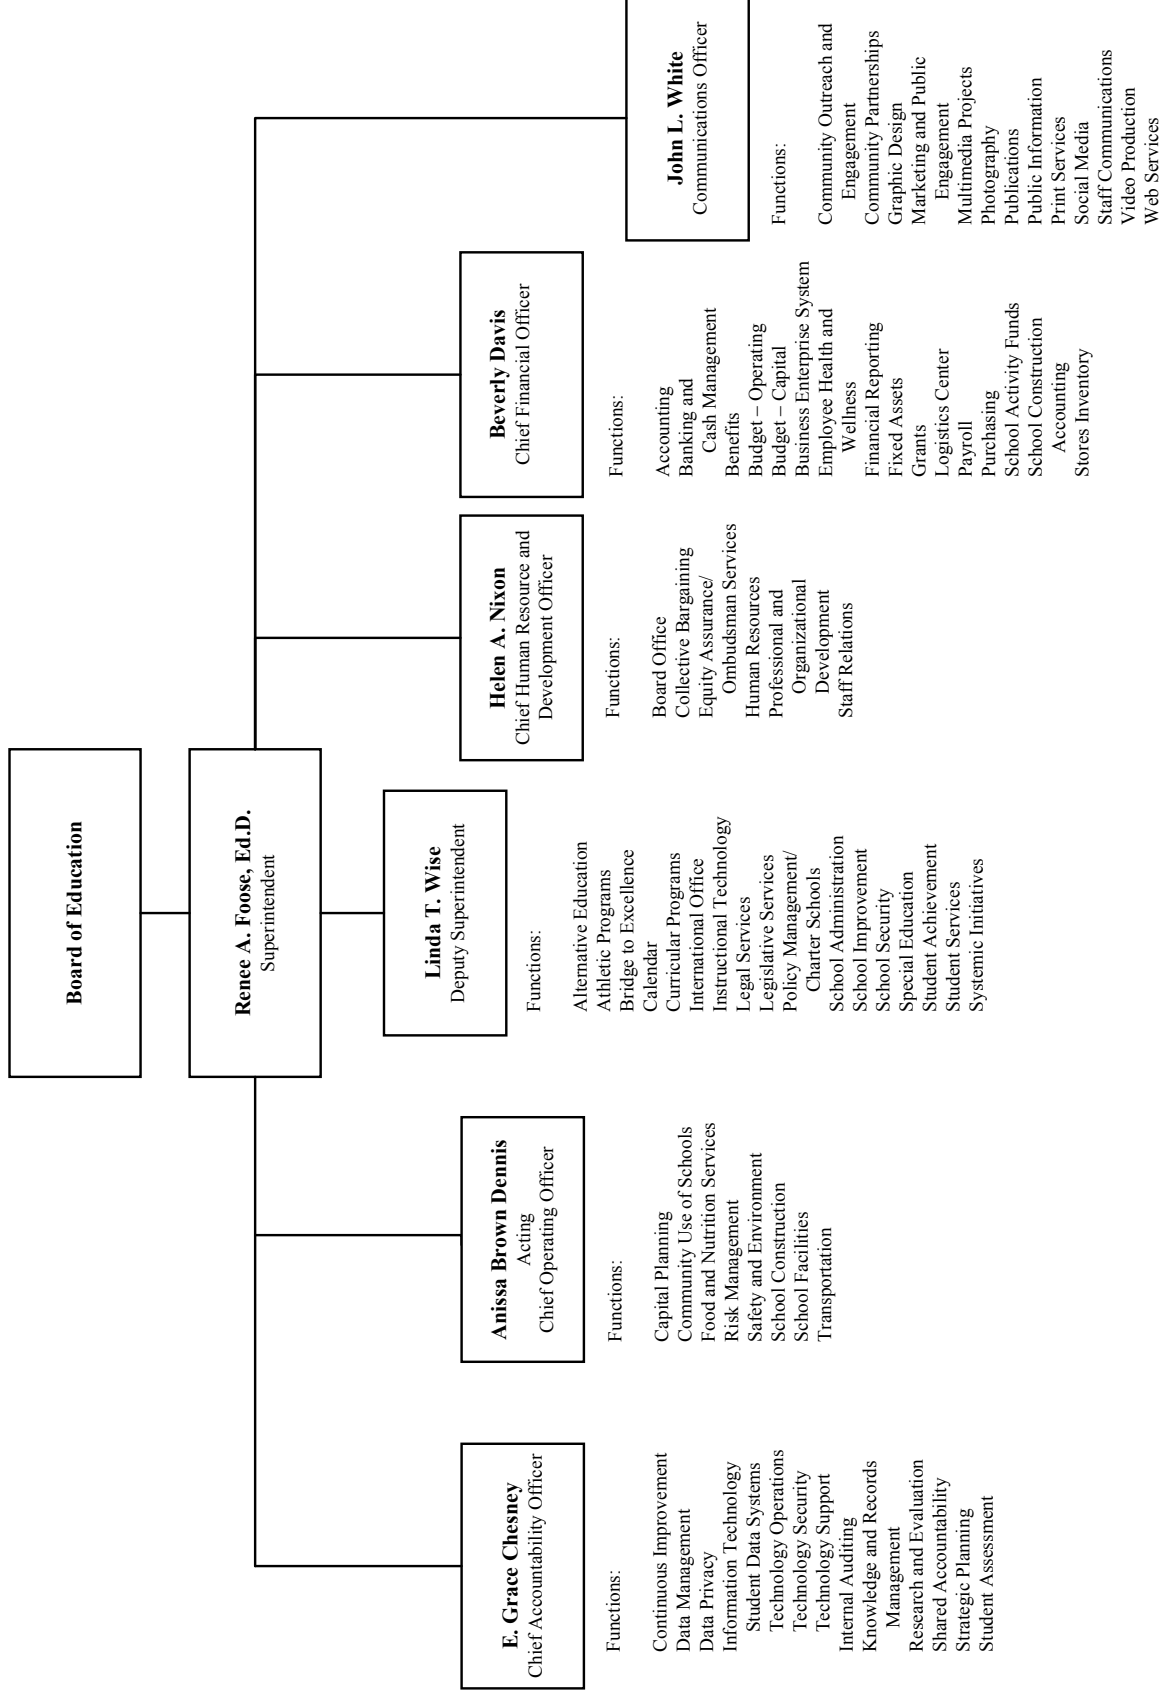 Board of Education
Renee A. Foose, Ed.D.
Superintendent
E. Grace Chesney
Chief Accountability Officer
Functions:
Continuous Improvement
Data Management
Data Privacy
Information Technology
Student Data Systems
Technology Operations
Technology Security
Technology Support
Internal Auditing
Knowledge and Records
Management
Research and Evaluation
Shared Accountability
Strategic Planning
Student Assessment
Anissa Brown Dennis
Acting
Chief Operating Officer
Functions:
Capital Planning
Community Use of Schools
Food and Nutrition Services
Risk Management
Safety and Environment
School Construction
School Facilities
Transportation
Linda T. Wise
Deputy Superintendent
Functions:
Alternative Education
Athletic Programs
Bridge to Excellence
Calendar
Curricular Programs
International Office
Instructional Technology
Legal Services
Legislative Services
Policy Management/
Charter Schools
School Administration
School Improvement
School Security
Special Education
Student Achievement
Student Services
Systemic Initiatives
Helen A. Nixon
Chief Human Resource and
Development Officer
Functions:
Board Office
Collective Bargaining
Equity Assurance/
Ombudsman Services
Human Resources
Professional and
Organizational
Development
Staff Relations
Beverly Davis
Chief Financial Officer
Functions:
Accounting
Banking and
Cash Management
Benefits
Budget – Operating
Budget – Capital
Business Enterprise System
Employee Health and
Wellness
Financial Reporting
Fixed Assets
Grants
Logistics Center
Payroll
Purchasing
School Activity Funds
School Construction
Accounting
Stores Inventory
John L. White
Communications Officer
Functions:
Community Outreach and
Engagement
Community Partnerships
Graphic Design
Marketing and Public
Engagement
Multimedia Projects
Photography
Publications
Public Information
Print Services
Social Media
Staff Communications
Video Production
Web Services